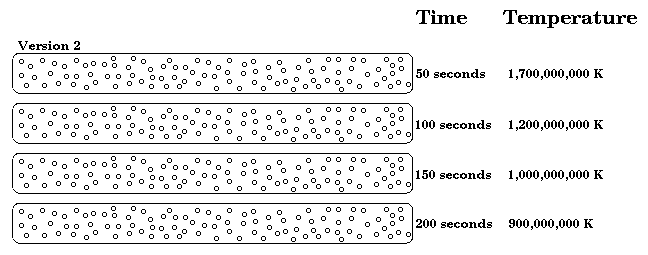 Time Temperature
Version 2
50 seconds 1,700,000,000 K
100 seconds 1,200,000,000 K
150 seconds 1,000,000,000 K
200 seconds 900,000,000 K